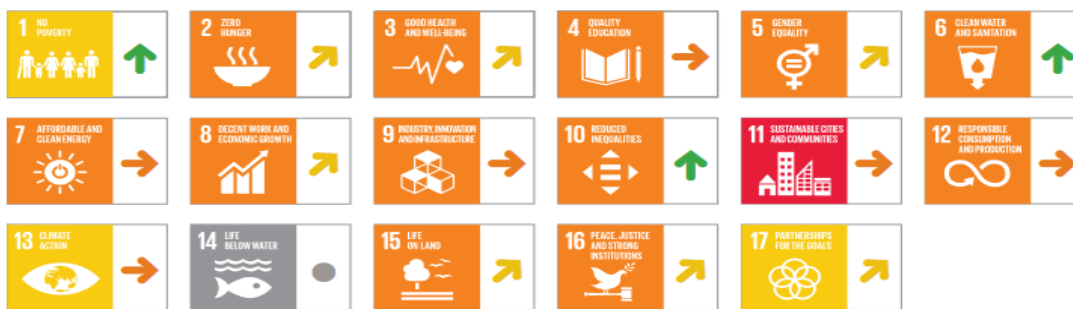 1 NO
POVERTY
2 ZERO
HUNGER
3 GOOD HEALTH
AND WELL-BEING
4 QUALITY
EDUCATION
5 GENDER
EQUALITY
6 CLEAN WATER
AND SANITATION
7 AFFORDABLE AND
CLEAN ENERGY
8 DECENT WORK AND
ECONOMIC GROWTH
9 INDUSTRY, INNOVATION
AND INFRASTRUCTURE
10 REDUCED
INEQUALITIES
11 SUSTAINABLE CITIES
AND COMMUNITIES
12 RESPONSIBLE
CONSUMPTION
AND PRODUCTION
13 CLIMATE
ACTION
14 LIFE
BELOW WATER
15 LIFE
ON LAND
16 PEACE, JUSTICE
AND STRONG
INSTITUTIONS
17 PARTNERSHIPS
FOR THE GOALS